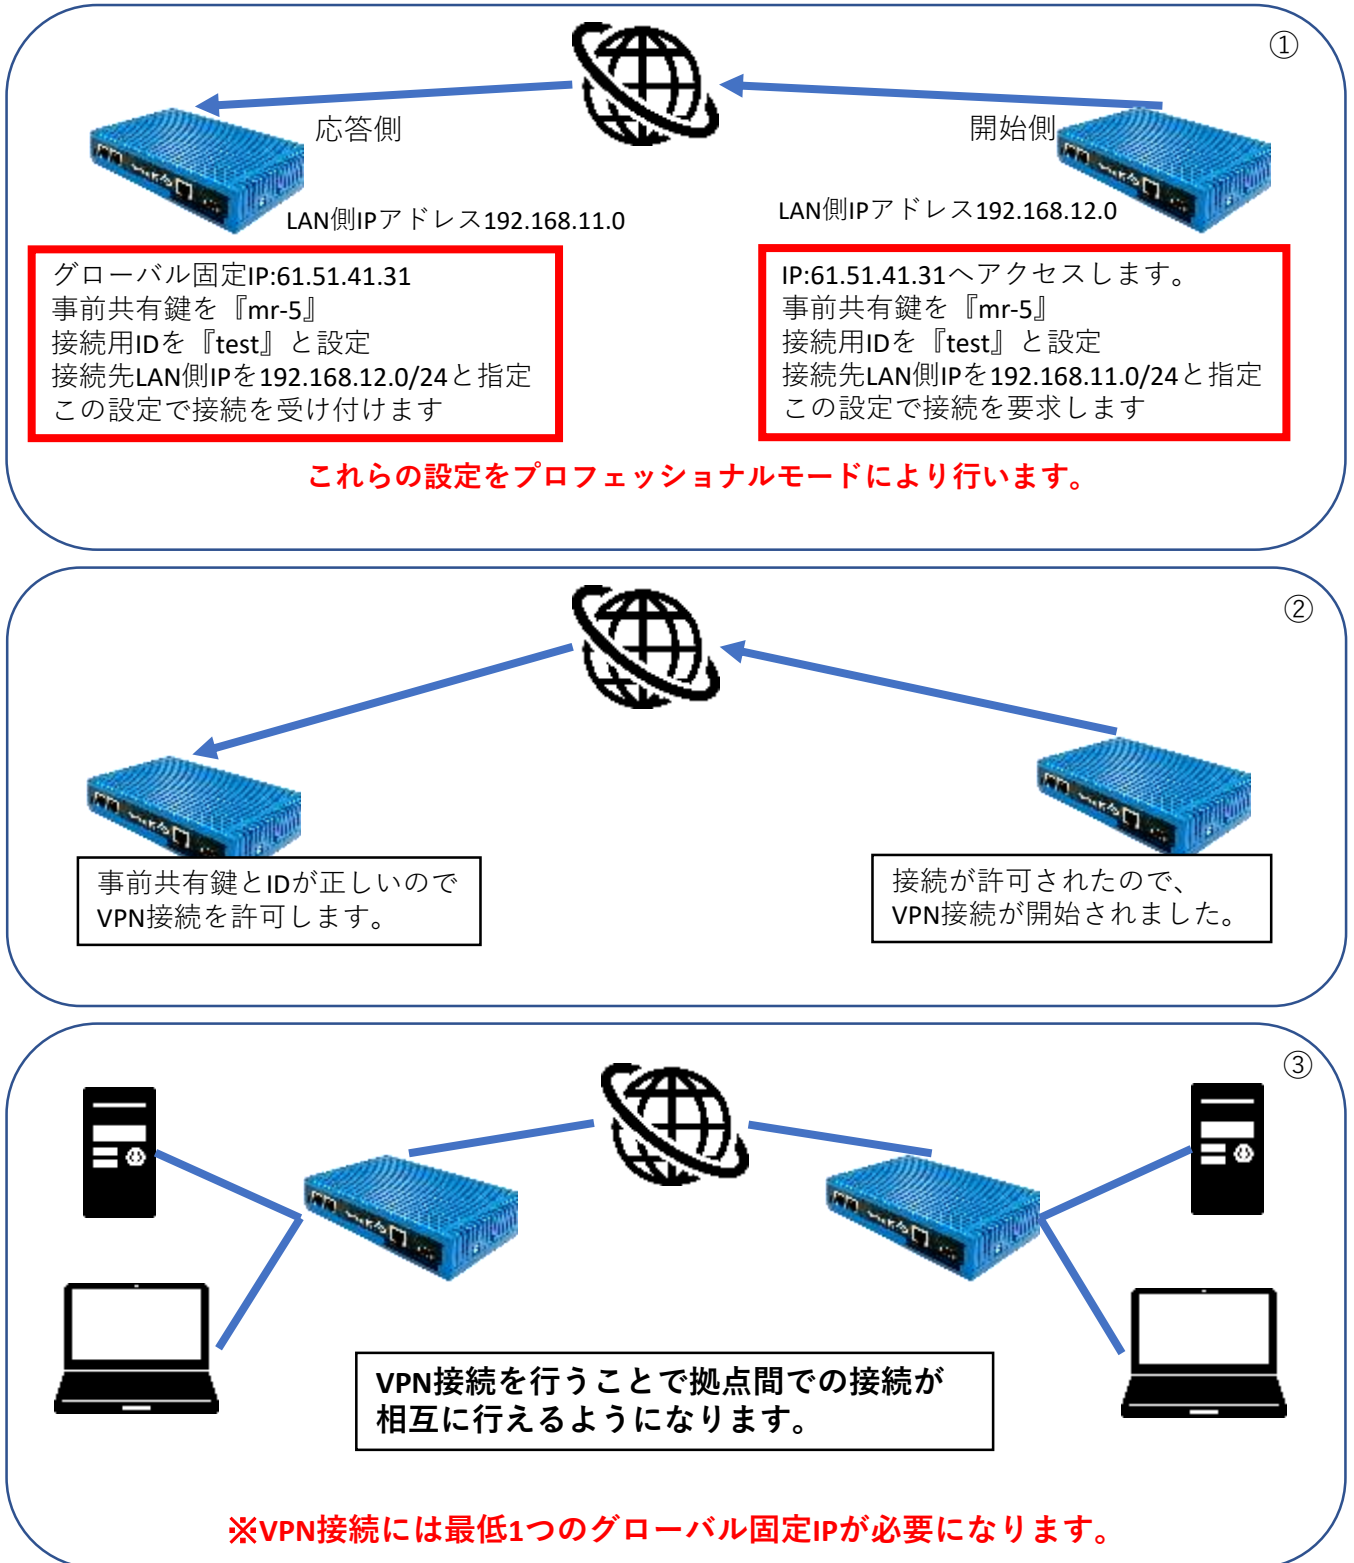 ①
応答側
開始側
LAN側IPアドレス192.168.11.0
LAN側IPアドレス192.168.12.0
グローバル固定IP:61.51.41.31
事前共有鍵を『mr-5』
接続用IDを『test』と設定
接続先LAN側IPを192.168.12.0/24と指定
この設定で接続を受け付けます
IP:61.51.41.31へアクセスします。
事前共有鍵を『mr-5』
接続用IDを『test』と設定
接続先LAN側IPを192.168.11.0/24と指定
この設定で接続を要求します
これらの設定をプロフェッショナルモードにより行います。
②
事前共有鍵とIDが正しいので
VPN接続を許可します。
接続が許可されたので、
VPN接続が開始されました。
③
VPN接続を行うことで拠点間での接続が
相互に行えるようになります。
※VPN接続には最低1つのグローバル固定IPが必要になります。